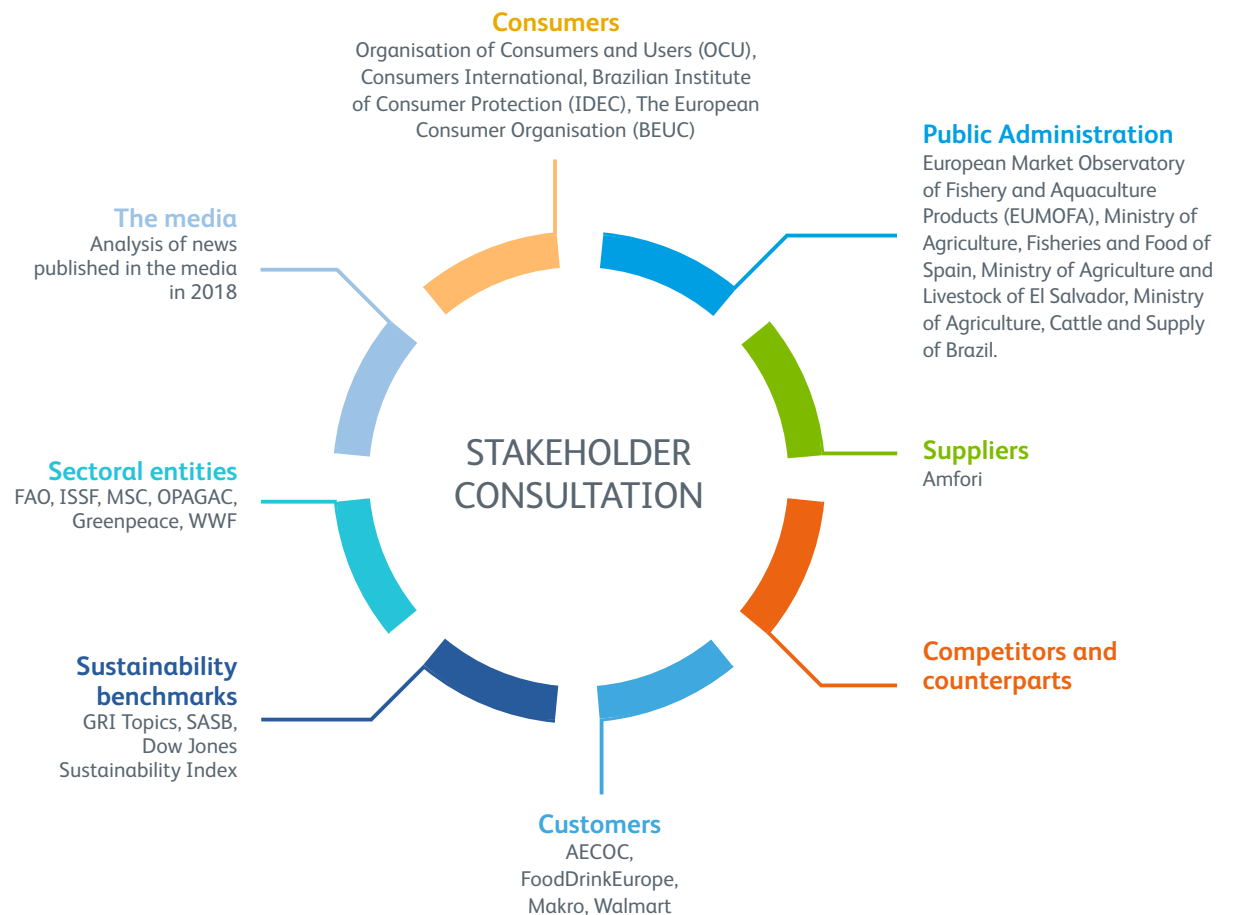 Consumers
Organisation of Consumers and Users (OCU),
Consumers International, Brazilian Institute
of Consumer Protection (IDEC), The European
Consumer Organisation (BEUC)
Public Administration
European Market Observatory
of Fishery and Aquaculture
Products (EUMOFA), Ministry of
Agriculture, Fisheries and Food of
Spain, Ministry of Agriculture and
Livestock of El Salvador, Ministry
of Agriculture, Cattle and Supply
of Brazil.
The media
Analysis of news
published in the media
in 2018
STAKEHOLDER
CONSULTATION
Suppliers
Amfori
Sectoral entities
FAO, ISSF, MSC, OPAGAC,
Greenpeace, WWF
Competitors and
counterparts
Sustainability
benchmarks
GRI Topics, SASB,
Dow Jones
Sustainability Index
Customers
AECOC,
FoodDrinkEurope,
Makro, Walmart